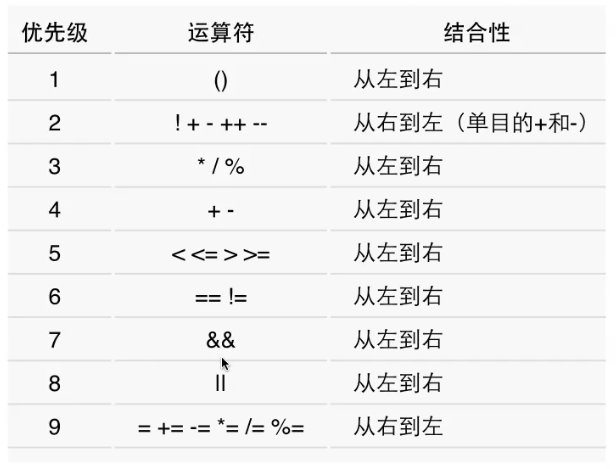 优先级 运算符 结合性
1 () 从左到右
2 ! + - ++ -- 从右到左（单目的+和-）
3 * / % 从左到右
4 + - 从左到右
5 < <= > >= 从左到右
6 == != 从左到右
7 && 从左到右
8 || 从左到右
9 = += -= *= /= %= 从右到左